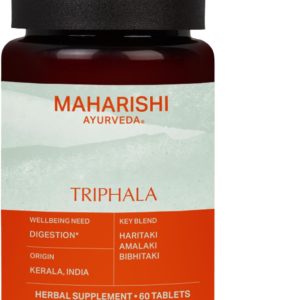 MAHARISHI
AYURVEDA®
TRIPHALA
WELLBEING NEED
DIGESTION*
ORIGIN
KERALA, INDIA
KEY BLEND
HARITAKI
AMALAKI
BIBHITAKI
HERBAL SUPPLEMENT • 60 TABLETS